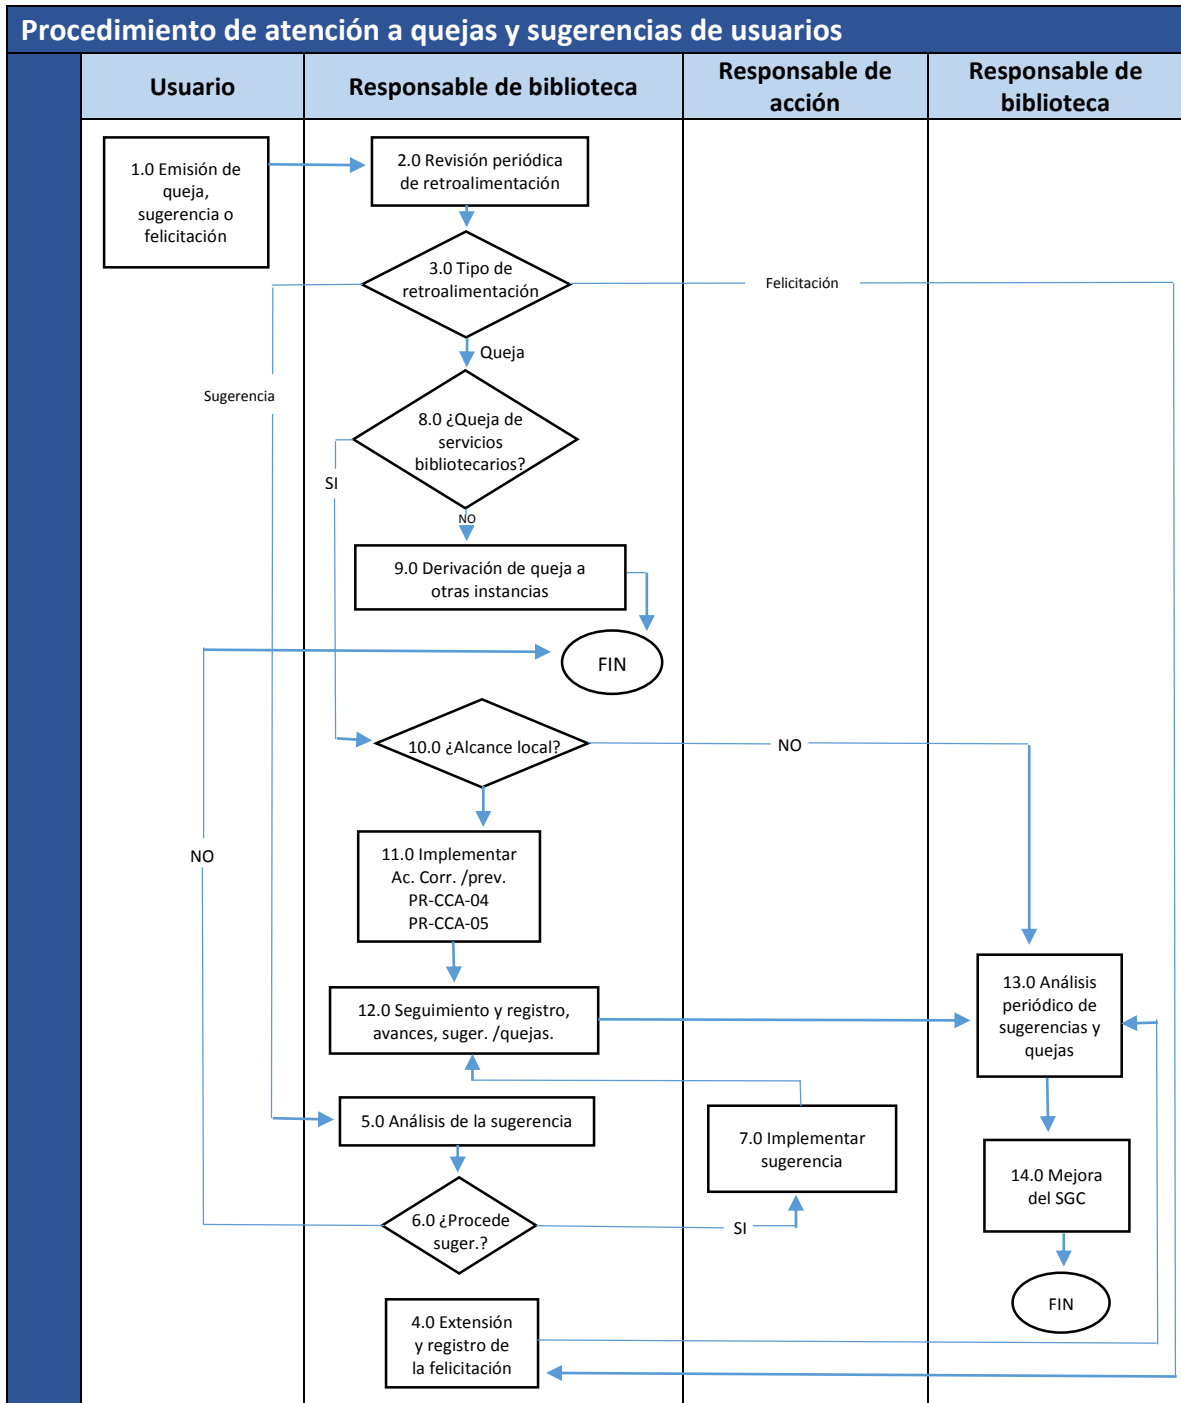 Procedimiento de atención a quejas y sugerencias de usuarios
Usuario
Responsable de biblioteca
Responsable de
acción
Responsable de
biblioteca
1.0 Emisión de
queja,
sugerencia o
felicitación
2.0 Revisión periódica
de retroalimentación
3.0 Tipo de
retroalimentación
Felicitación
Queja
Sugerencia
8.0 ¿Queja de
servicios
bibliotecarios?
SI
NO
9.0 Derivación de queja a
otras instancias
FIN
10.0 ¿Alcance local?
NO
NO
11.0 Implementar
Ac. Corr. /prev.
PR-CCA-04
PR-CCA-05
12.0 Seguimiento y registro,
avances, suger. /quejas.
13.0 Análisis
periódico de
sugerencias y
quejas
5.0 Análisis de la sugerencia
7.0 Implementar
sugerencia
14.0 Mejora
del SGC
6.0 ¿Procede
suger.?
SI
FIN
4.0 Extensión
y registro de
la felicitación